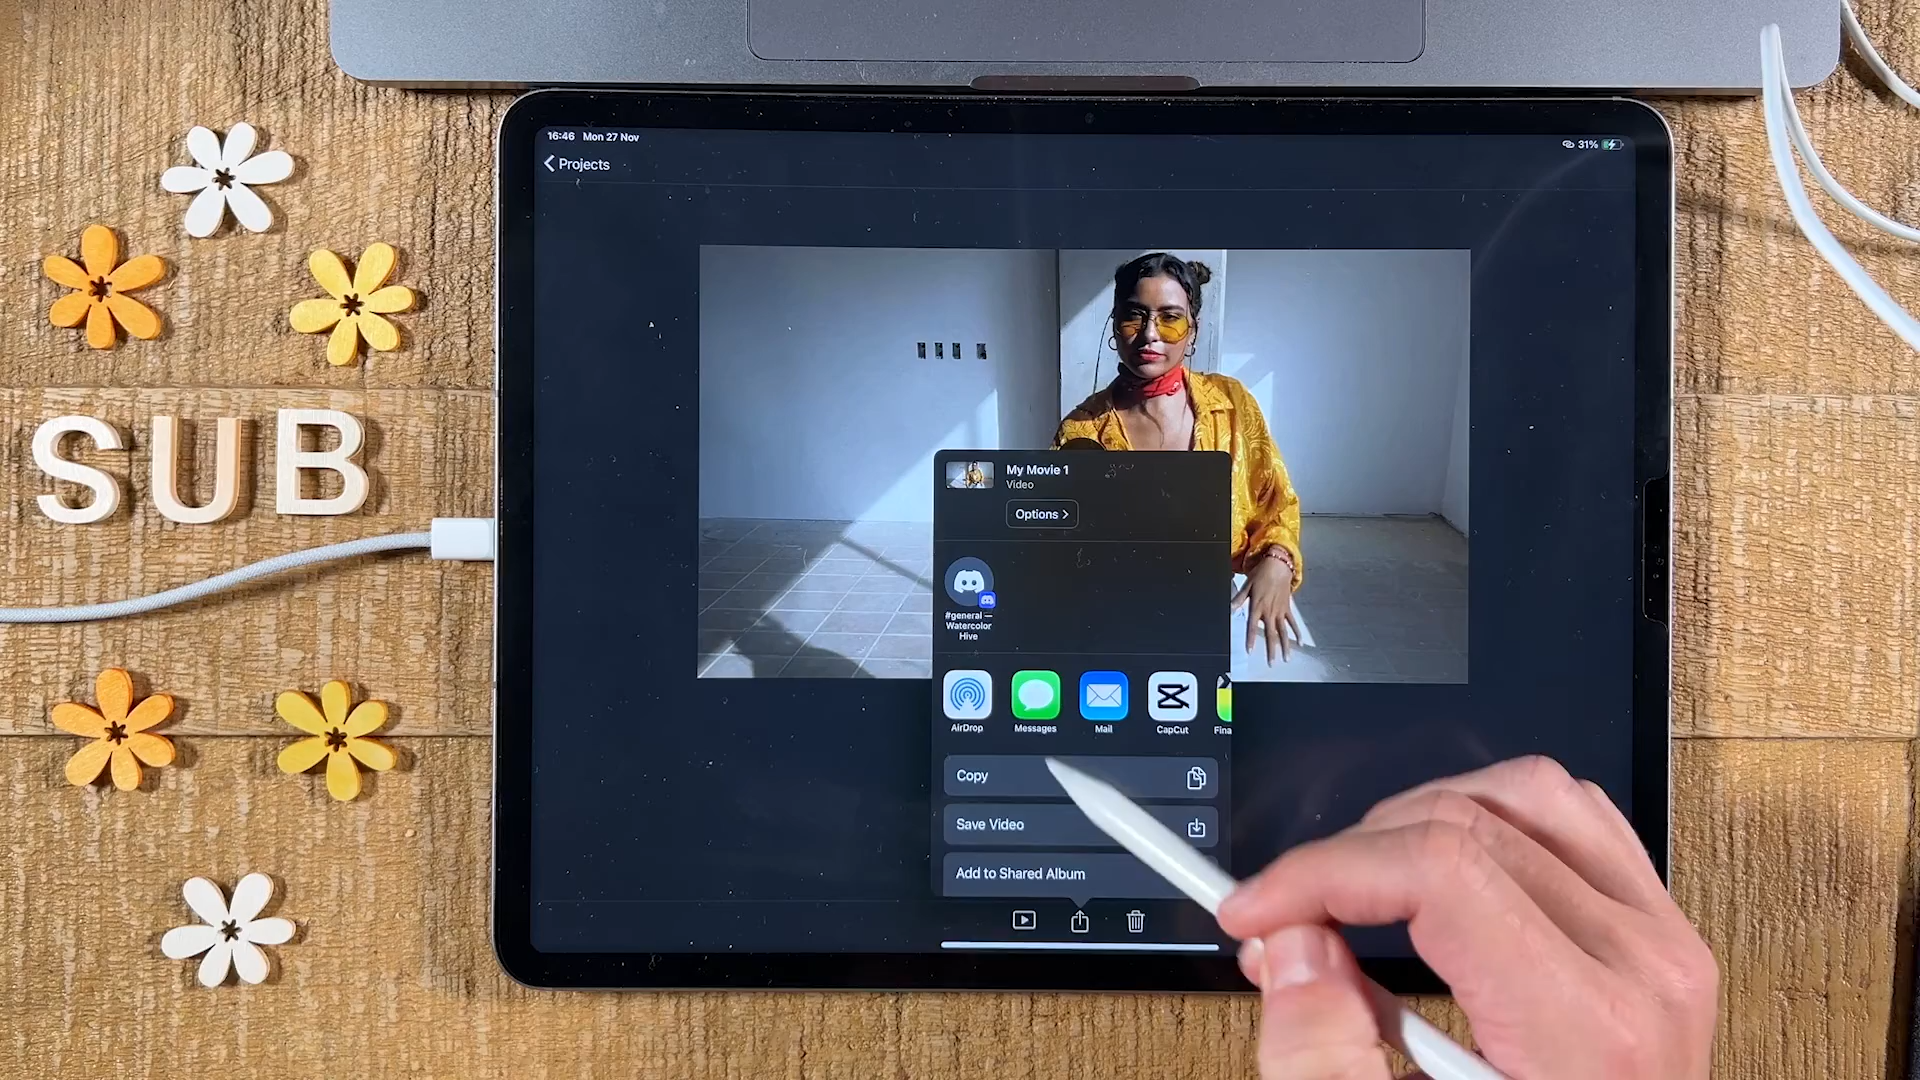 16:46 Mon 27 Nov
31%
Projects
SUB
My Movie 1
Video
Options
#general —
Watercolor
Hive
AirDrop
Messages
Mail
CapCut
Fina
Copy
Save Video
Add to Shared Album